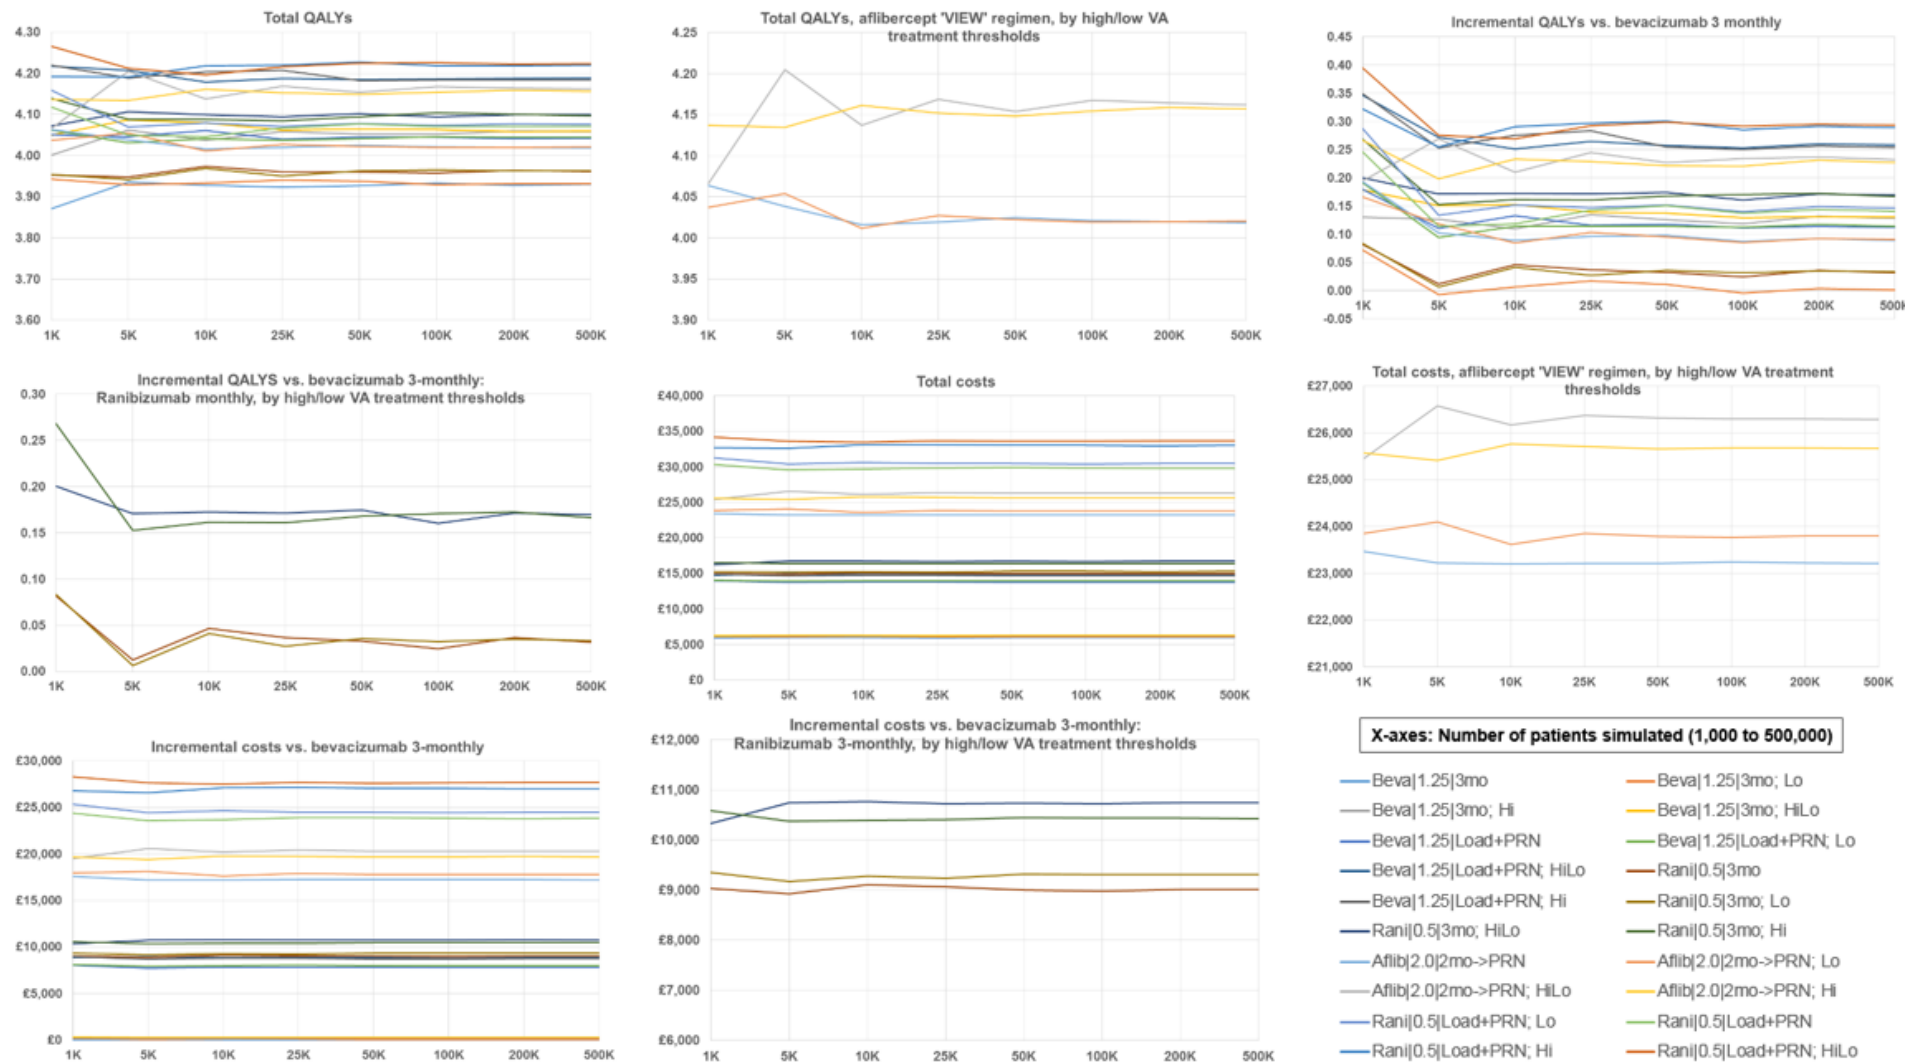 Total QALYs
4.30
4.20
4.10
4.00
3.90
3.80
3.70
3.60
1K 5K 10K 25K 50K 100K 200K 500K
Total QALYs, aflibercept 'VIEW' regimen, by high/low VA
treatment thresholds
4.25
4.20
4.15
4.10
4.05
4.00
3.95
3.90
1K 5K 10K 25K 50K 100K 200K 500K
Incremental QALYs vs. bevacizumab 3 monthly
0.45
0.40
0.35
0.30
0.25
0.20
0.15
0.10
0.05
0.00
-0.05
1K 5K 10K 25K 50K 100K 200K 500K
Incremental QALYS vs. bevacizumab 3-monthly:
Ranibizumab monthly, by high/low VA treatment thresholds
0.30
0.25
0.20
0.15
0.10
0.05
0.00
1K 5K 10K 25K 50K 100K 200K 500K
Total costs
£40,000
£35,000
£30,000
£25,000
£20,000
£15,000
£10,000
£5,000
£0
1K 5K 10K 25K 50K 100K 200K 500K
Total costs, aflibercept 'VIEW' regimen, by high/low VA treatment
thresholds
£27,000
£26,000
£25,000
£24,000
£23,000
£22,000
£21,000
1K 5K 10K 25K 50K 100K 200K 500K
Incremental costs vs. bevacizumab 3-monthly
£30,000
£25,000
£20,000
£15,000
£10,000
£5,000
£0
1K 5K 10K 25K 50K 100K 200K 500K
Incremental costs vs. bevacizumab 3-monthly:
Ranibizumab 3-monthly, by high/low VA treatment thresholds
£12,000
£11,000
£10,000
£9,000
£8,000
£7,000
£6,000
1K 5K 10K 25K 50K 100K 200K 500K
X-axes: Number of patients simulated (1,000 to 500,000)
Beva|1.25|3mo Beva|1.25|3mo; Lo
Beva|1.25|3mo; Hi Beva|1.25|3mo; HiLo
Beva|1.25|Load+PRN Beva|1.25|Load+PRN; Lo
Beva|1.25|Load+PRN; HiLo Rani|0.5|3mo
Beva|1.25|Load+PRN; Hi Rani|0.5|3mo; Lo
Rani|0.5|3mo; HiLo Rani|0.5|3mo; Hi
Aflib|2.0|2mo->PRN Aflib|2.0|2mo->PRN; Lo
Aflib|2.0|2mo->PRN; HiLo Aflib|2.0|2mo->PRN; Hi
Rani|0.5|Load+PRN; Lo Rani|0.5|Load+PRN
Rani|0.5|Load+PRN; Hi Rani|0.5|Load+PRN; HiLo